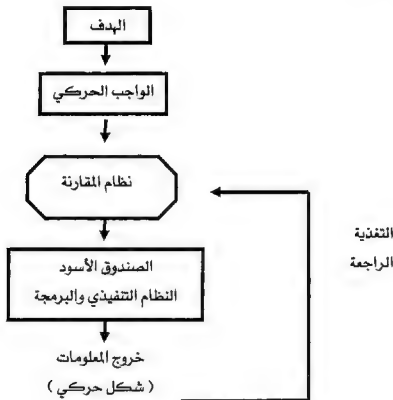 الهدف
الواجب الحركي
نظام المقارنة
التغذية
الراجعة
الصندوق الأسود
النظام التنفيذي والبرمجة
خروج المعلومات
( شكل حركي )